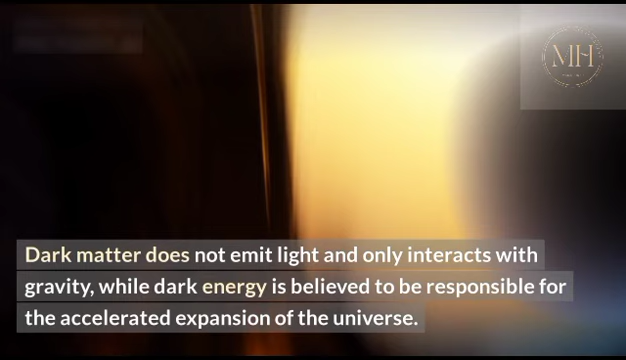 MH
Dark matter does not emit light and only interacts with
gravity, while dark energy is believed to be responsible for
the accelerated expansion of the universe.